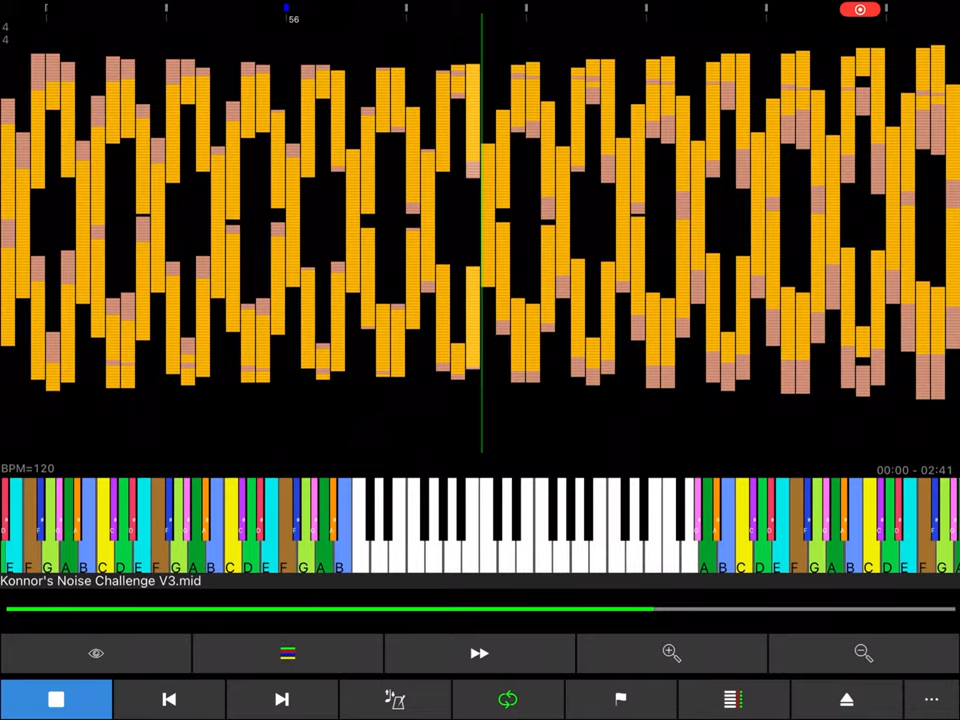 56
4
4
BPM=120
00:00 - 02:41
E F G A B C D E F G A B C D E F G A B
A B C D E F G A B C D E F G
Konnor's Noise Challenge V3.mid